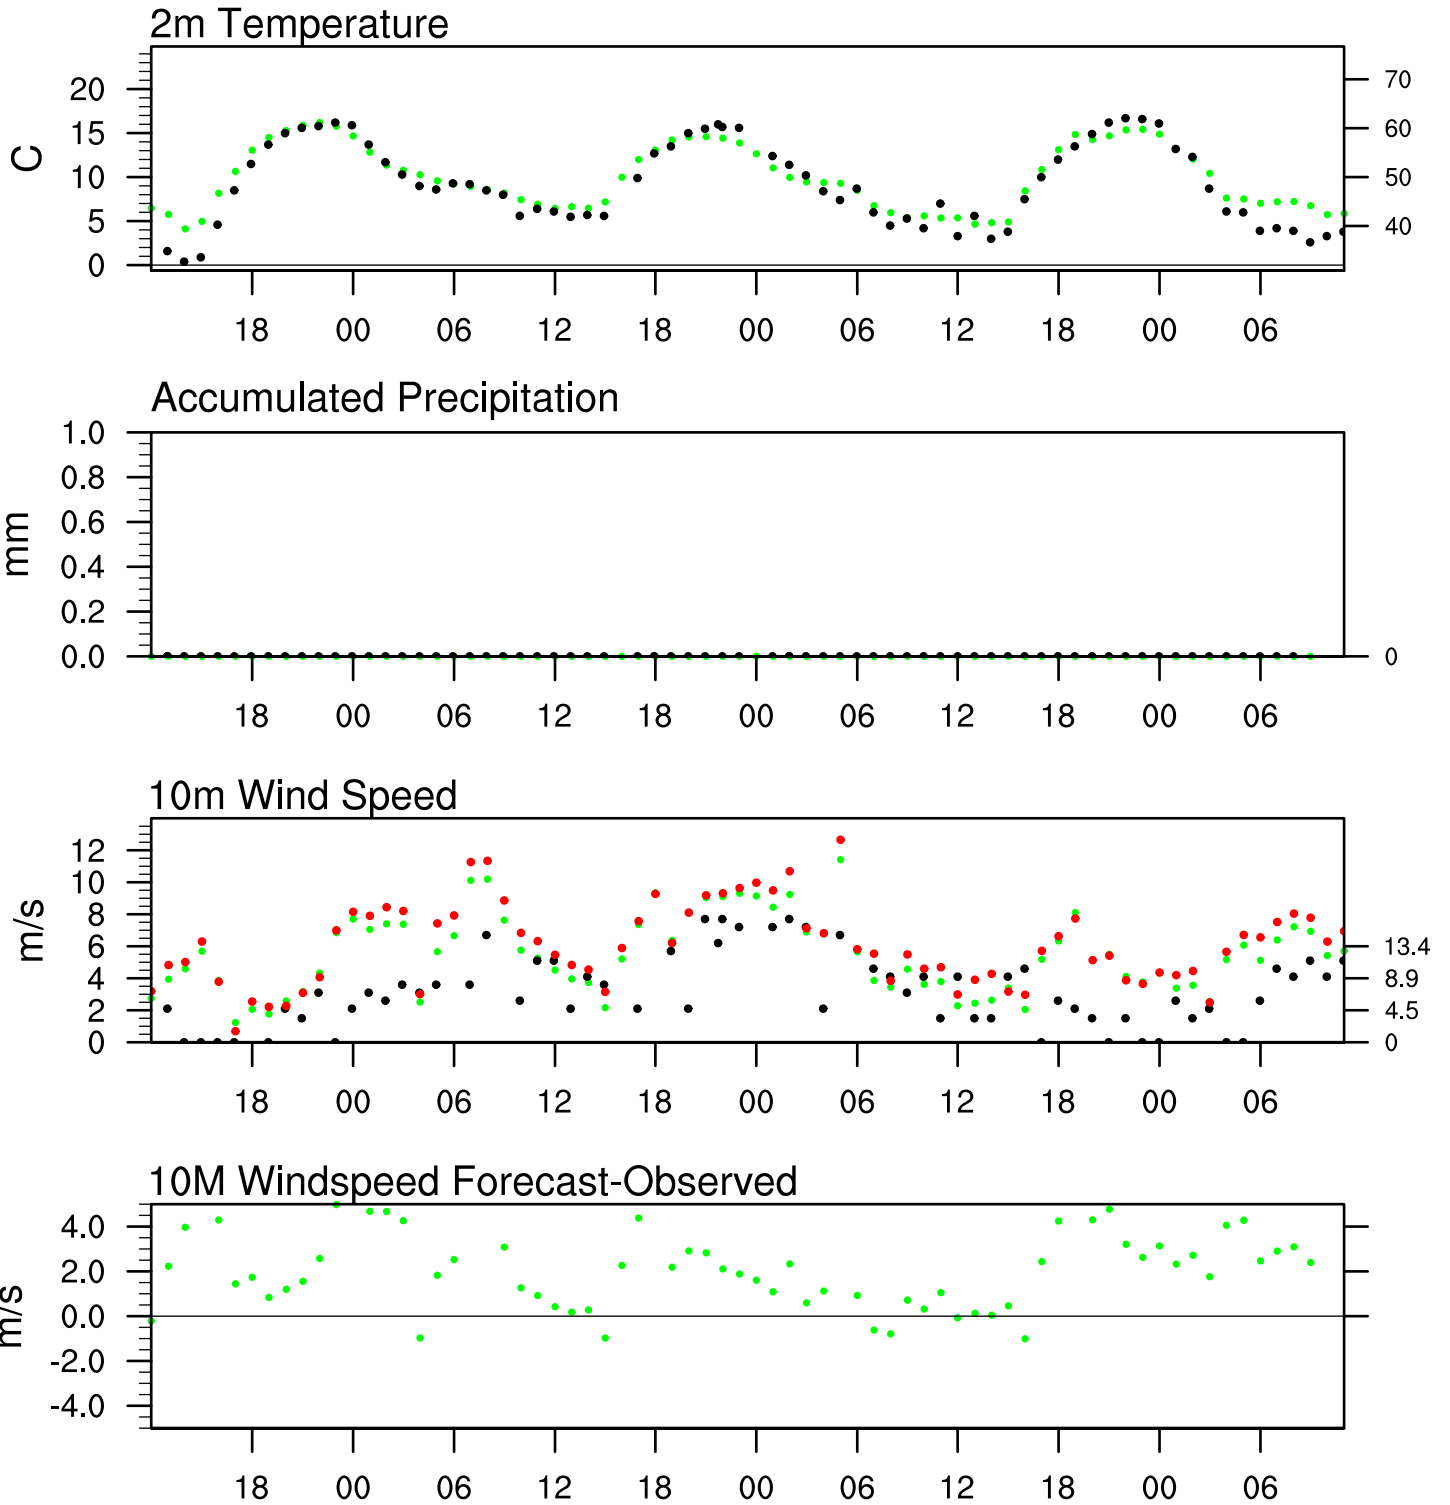 2m Temperature
C
20
15
10
5
0
70
60
50
40
18 00 06 12 18 00 06 12 18 00 06
Accumulated Precipitation
mm
1.0
0.8
0.6
0.4
0.2
0.0
0
18 00 06 12 18 00 06 12 18 00 06
10m Wind Speed
m/s
12
10
8
6
4
2
0
13.4
8.9
4.5
0
18 00 06 12 18 00 06 12 18 00 06
10M Windspeed Forecast-Observed
m/s
4.0
2.0
0.0
-2.0
-4.0
18 00 06 12 18 00 06 12 18 00 06